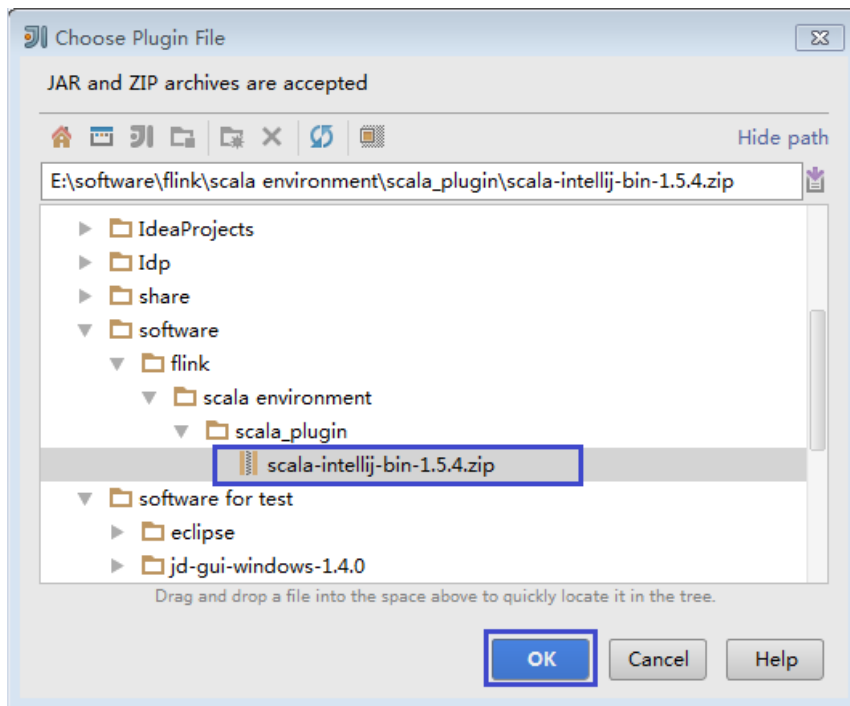 Choose Plugin File
JAR and ZIP archives are accepted
Hide path
E:\software\flink\scala environment\scala_plugin\scala-intellij-bin-1.5.4.zip
IdeaProjects
Idp
share
software
flink
scala environment
scala_plugin
scala-intellij-bin-1.5.4.zip
software for test
eclipse
jd-gui-windows-1.4.0
Drag and drop a file into the space above to quickly locate it in the tree.
OK Cancel Help